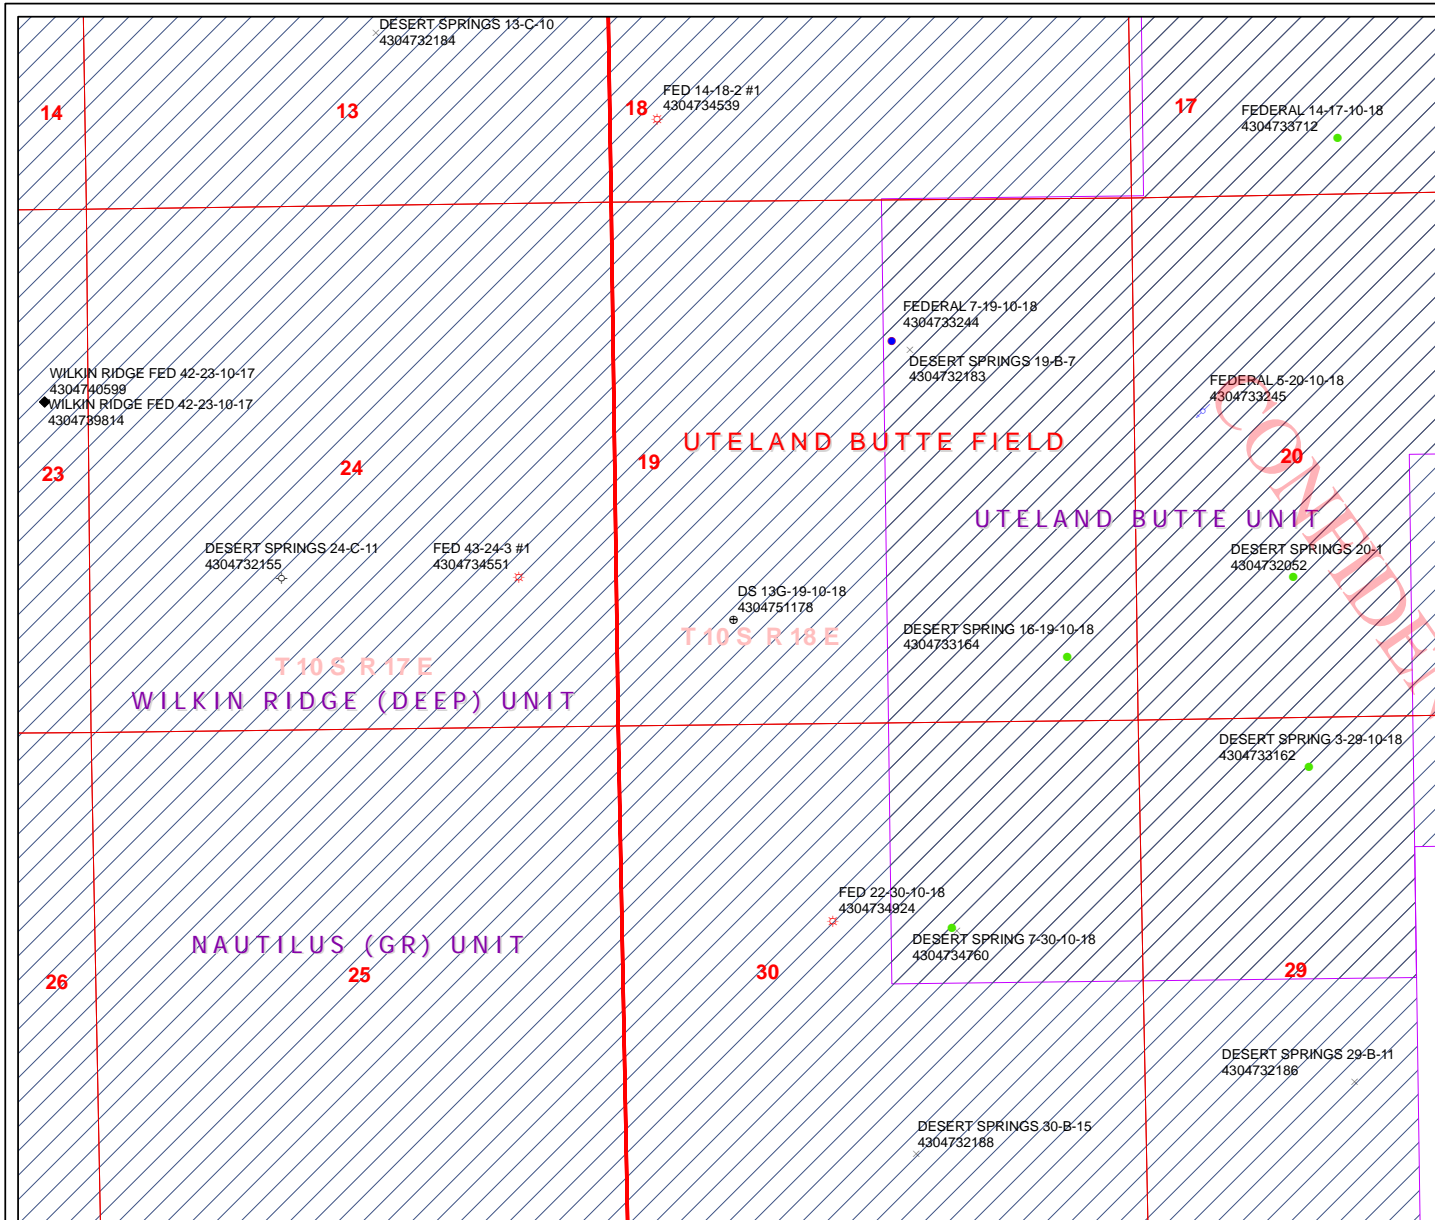 DESERT SPRINGS 13-C-10
4304732184
14
13
18
FED 14-18-2 #1
4304734539
17
FEDERAL 14-17-10-18
4304733712
FEDERAL 7-19-10-18
4304733244
DESERT SPRINGS 19-B-7
4304732183
WILKIN RIDGE FED 42-23-10-17
4304740599
WILKIN RIDGE FED 42-23-10-17
4304739814
FEDERAL 5-20-10-18
4304733245
UTELAND BUTTE FIELD
23
24
19
20
UTELAND BUTTE UNIT
DESERT SPRINGS 24-C-11
4304732155
FED 43-24-3 #1
4304734551
DESERT SPRINGS 20-1
4304732052
DS 13G-19-10-18
4304751178
T 10 S R 18 E
DESERT SPRING 16-19-10-18
4304733164
T 10 S R 17 E
WILKIN RIDGE (DEEP) UNIT
DESERT SPRING 3-29-10-18
4304733162
FED 22-30-10-18
4304734924
NAUTILUS (GR) UNIT
DESERT SPRING 7-30-10-18
4304734760
26
25
30
29
DESERT SPRINGS 29-B-11
4304732186
DESERT SPRINGS 30-B-15
4304732188